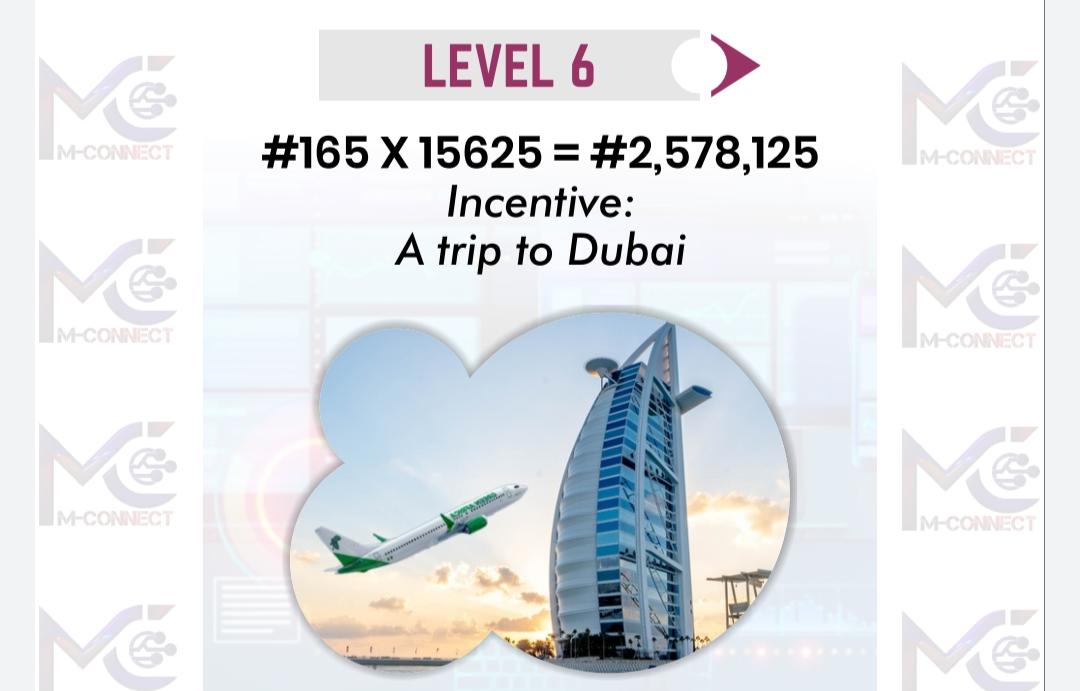 LEVEL 6
#165 X 15625 = #2,578,125
Incentive:
A trip to Dubai
M-CONNECT
M-CONNECT
M-CONNECT
M-CONNECT
M-CONNECT
M-CONNECT